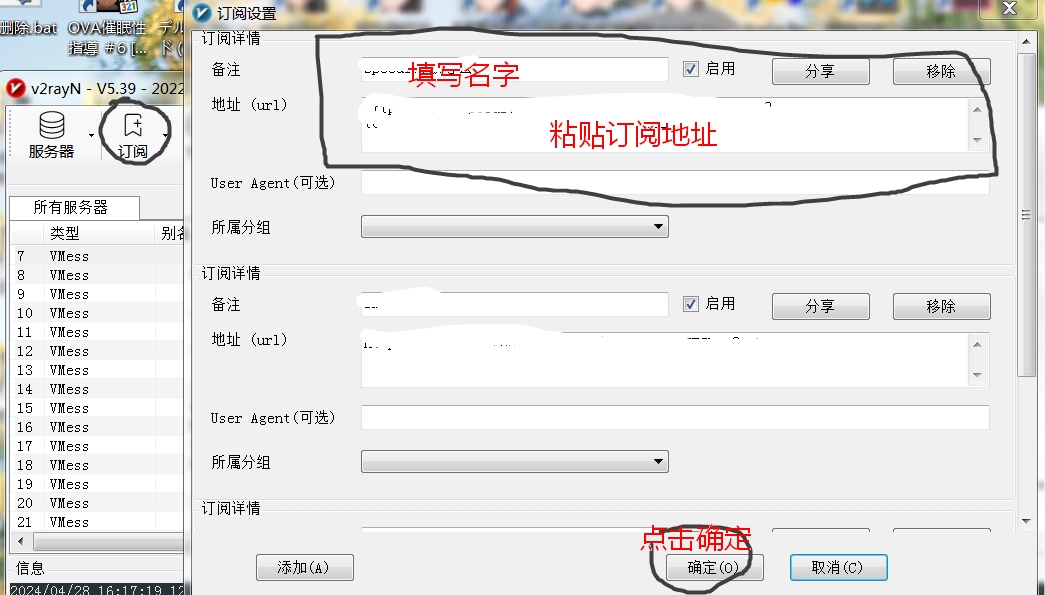 删除.bat OVA催眠性 デル
指導 #6 [... ド(
321
v2rayN - V5.39 - 2022
服务器
订阅
所有服务器
类型 别名
7 VMess
8 VMess
9 VMess
10 VMess
11 VMess
12 VMess
13 VMess
14 VMess
15 VMess
16 VMess
17 VMess
18 VMess
19 VMess
20 VMess
21 VMess
信息
2024/04/28 16:17:19 12
订阅设置
订阅详情
备注 填写名字 启用 分享 移除
地址 (url) 粘贴订阅地址
User Agent(可选)
所属分组
订阅详情
备注 启用 分享 移除
地址 (url)
User Agent(可选)
所属分组
订阅详情
点击确定
添加(A) 确定(O) 取消(C)